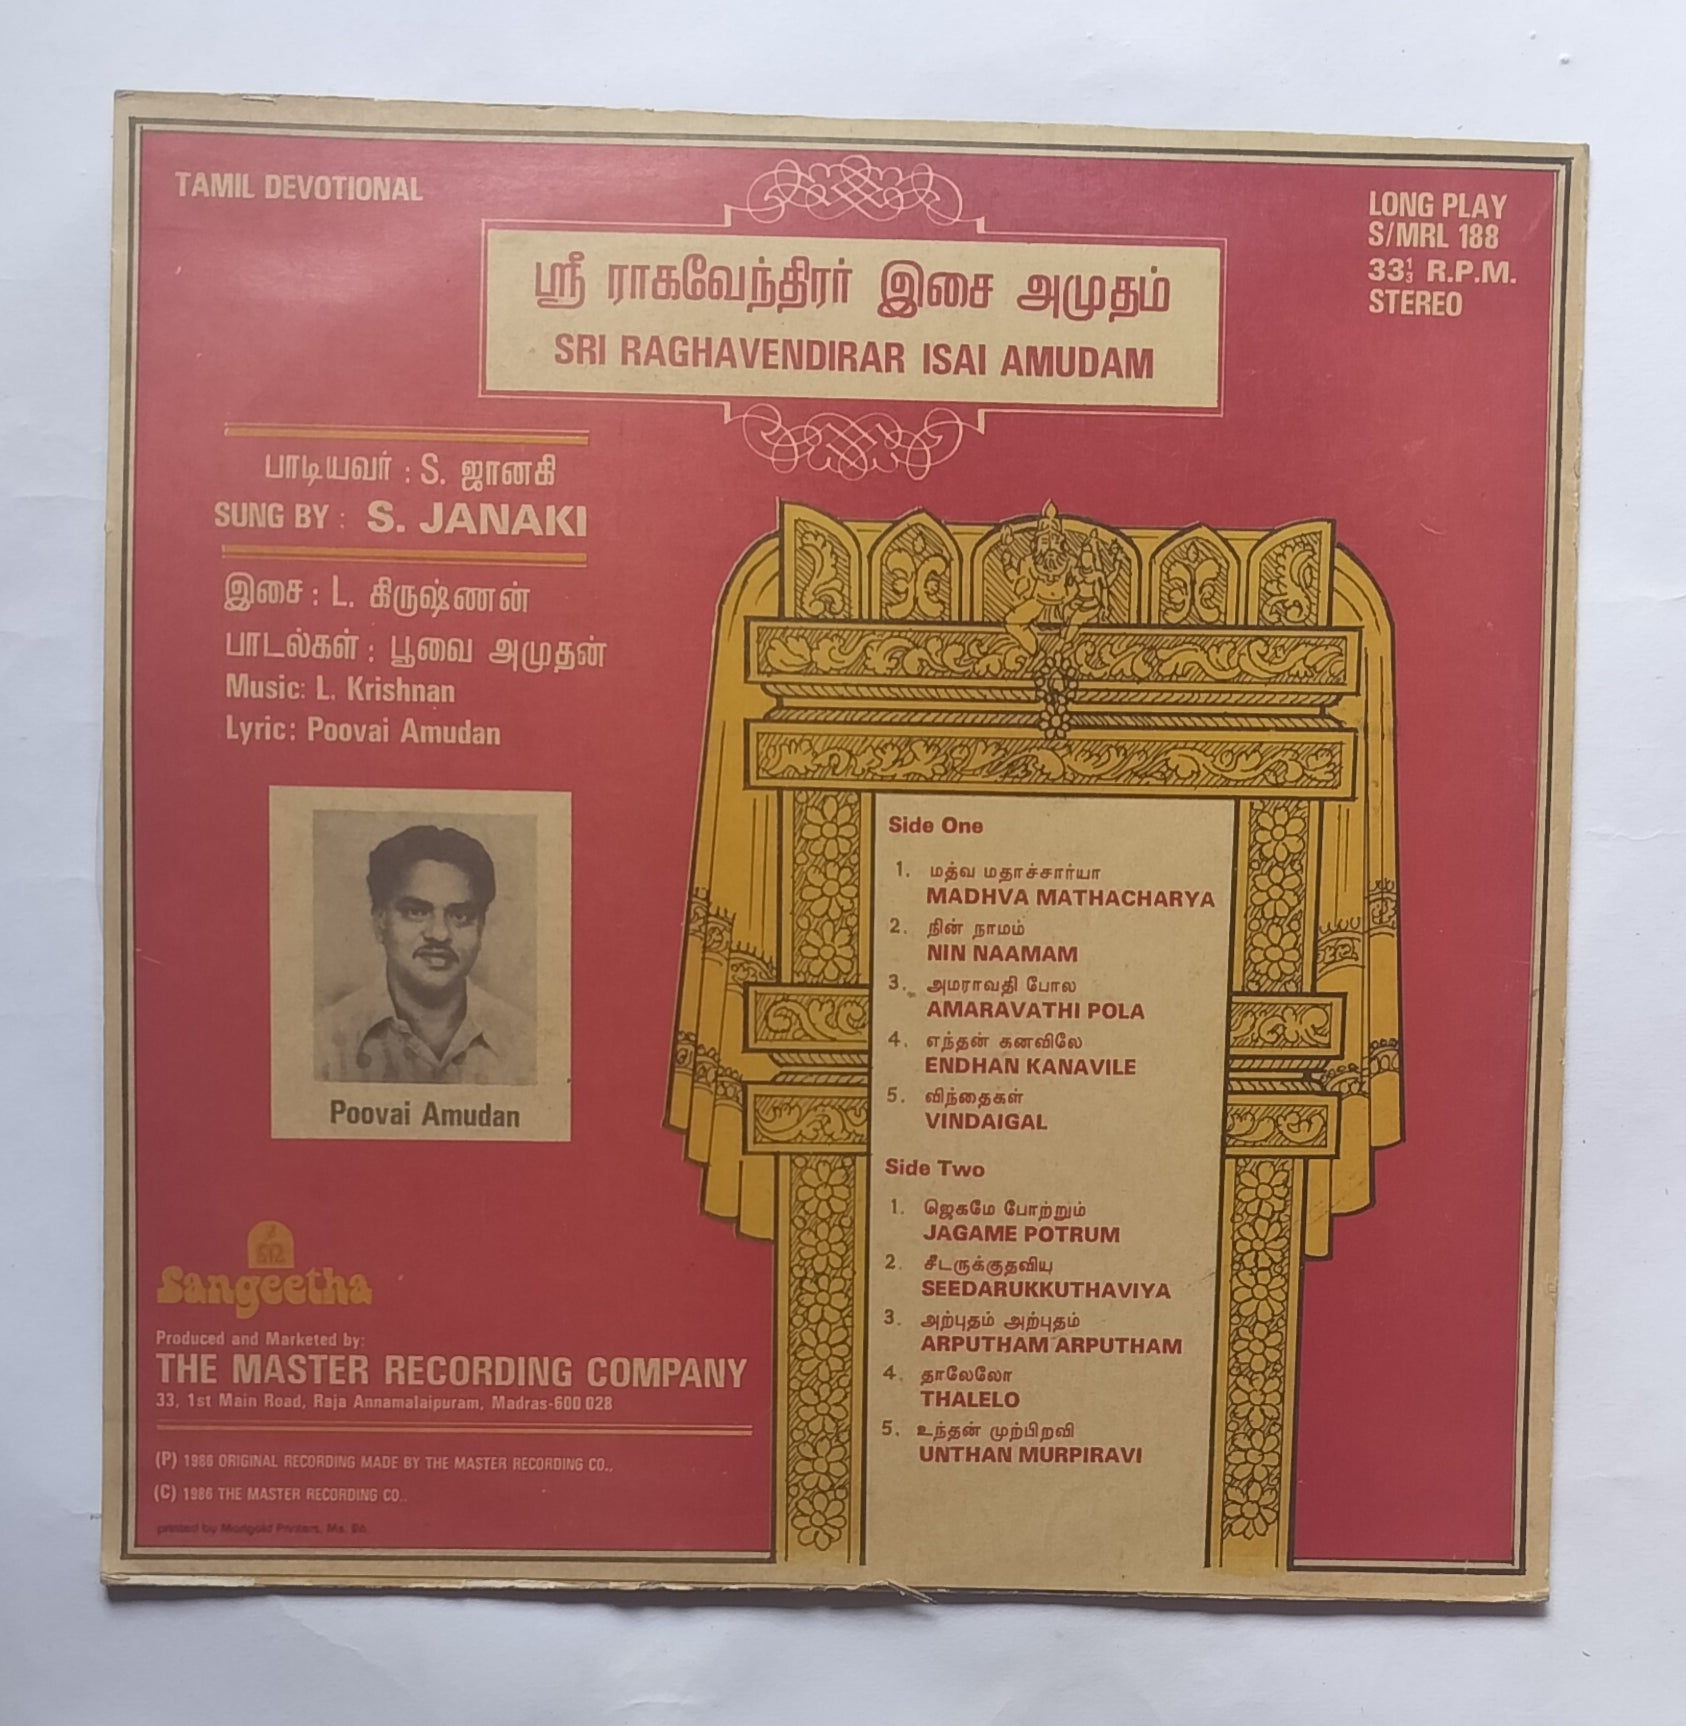 TAMIL DEVOTIONAL
LONG PLAY
S/MRL 188
33⅓ R.P.M.
STEREO
ஸ்ரீ ராகவேந்திரர் இசை அமுதம்
SRI RAGHAVENDIRAR ISAI AMUDAM
பாடியவர் : S. ஜானகி
SUNG BY : S. JANAKI
இசை : L. கிருஷ்ணன்
பாடல்கள் : பூவை அமுதன்
Music: L. Krishnan
Lyric: Poovai Amudan
Poovai Amudan
Side One
1. மத்வ மதாச்சார்யா
MADHVA MATHACHARYA
2. நின் நாமம்
NIN NAAMAM
3. அமராவதி போல
AMARAVATHI POLA
4. எந்தன் கனவிலே
ENDHAN KANAVILE
5. விந்தைகள்
VINDAIGAL
Side Two
1. ஜெகமே போற்றும்
JAGAME POTRUM
2. சீடருக்குதவிய
SEEDARUKKUTHAVIYA
3. அற்புதம் அற்புதம்
ARPUTHAM ARPUTHAM
4. தாலேலோ
THALELO
5. உந்தன் முற்பிறவி
UNTHAN MURPIRAVI
Sangeetha
Produced and Marketed by:
THE MASTER RECORDING COMPANY
33, 1st Main Road, Raja Annamalaipuram, Madras-600 028
(P) 1986 ORIGINAL RECORDING MADE BY THE MASTER RECORDING CO.,
(C) 1986 THE MASTER RECORDING CO..
printed by Marigold Printers, Ms.